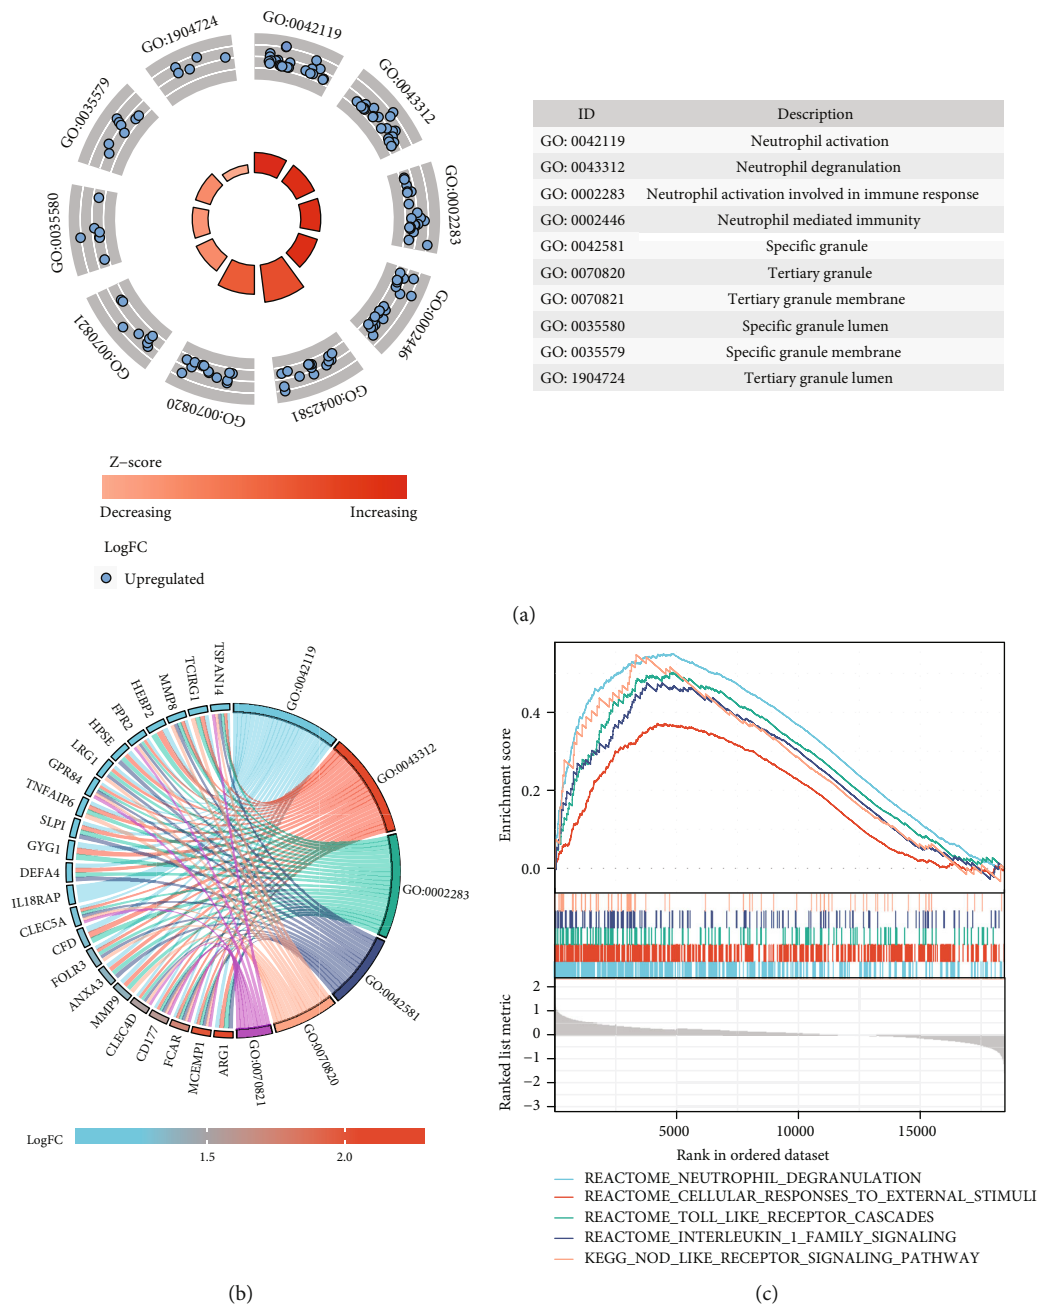 GO:0042119
GO:0043312
GO:0002283
GO:0002446
GO:0042581
GO:0070820
GO:0070821
GO:0035580
GO:0035579
GO:1904724
ID Description
GO: 0042119 Neutrophil activation
GO: 0043312 Neutrophil degranulation
GO: 0002283 Neutrophil activation involved in immune response
GO: 0002446 Neutrophil mediated immunity
GO: 0042581 Specific granule
GO: 0070820 Tertiary granule
GO: 0070821 Tertiary granule membrane
GO: 0035580 Specific granule lumen
GO: 0035579 Specific granule membrane
GO: 1904724 Tertiary granule lumen
Z−score
Decreasing Increasing
LogFC
Upregulated
(a)
TSPAN14
TCIRG1
MMP8
HEBP2
FPR2
HPSE
LRG1
GPR84
TNFAIP6
SLPI
GYG1
DEFA4
IL18RAP
CLEC5A
CFD
FOLR3
ANXA3
MMP9
CLEC4D
CD177
FCAR
MCEMP1
ARG1
GO:0042119
GO:0043312
GO:0002283
GO:0042581
GO:0070820
GO:0070821
LogFC
1.5 2.0
(b)
Enrichment score
0.4
0.2
0.0
Ranked list metric
2
1
0
−1
−2
−3
5000 10000 15000
Rank in ordered dataset
REACTOME_NEUTROPHIL_DEGRANULATION
REACTOME_CELLULAR_RESPONSES_TO_EXTERNAL_STIMULI
REACTOME_TOLL_LIKE_RECEPTOR_CASCADES
REACTOME_INTERLEUKIN_1_FAMILY_SIGNALING
KEGG_NOD_LIKE_RECEPTOR_SIGNALING_PATHWAY
(c)